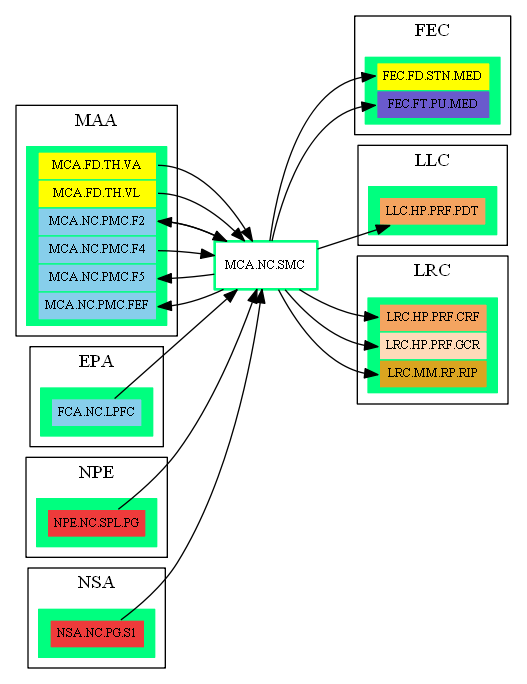 MAA
MCA.FD.TH.VA
MCA.FD.TH.VL
MCA.NC.PMC.F2
MCA.NC.PMC.F4
MCA.NC.PMC.F5
MCA.NC.PMC.FEF
EPA
FCA.NC.LPFC
NPE
NPE.NC.SPL.PG
NSA
NSA.NC.PG.S1
MCA.NC.SMC
FEC
FEC.FD.STN.MED
FEC.FT.PU.MED
LLC
LLC.HP.PRF.PDT
LRC
LRC.HP.PRF.CRF
LRC.HP.PRF.GCR
LRC.MM.RP.RIP